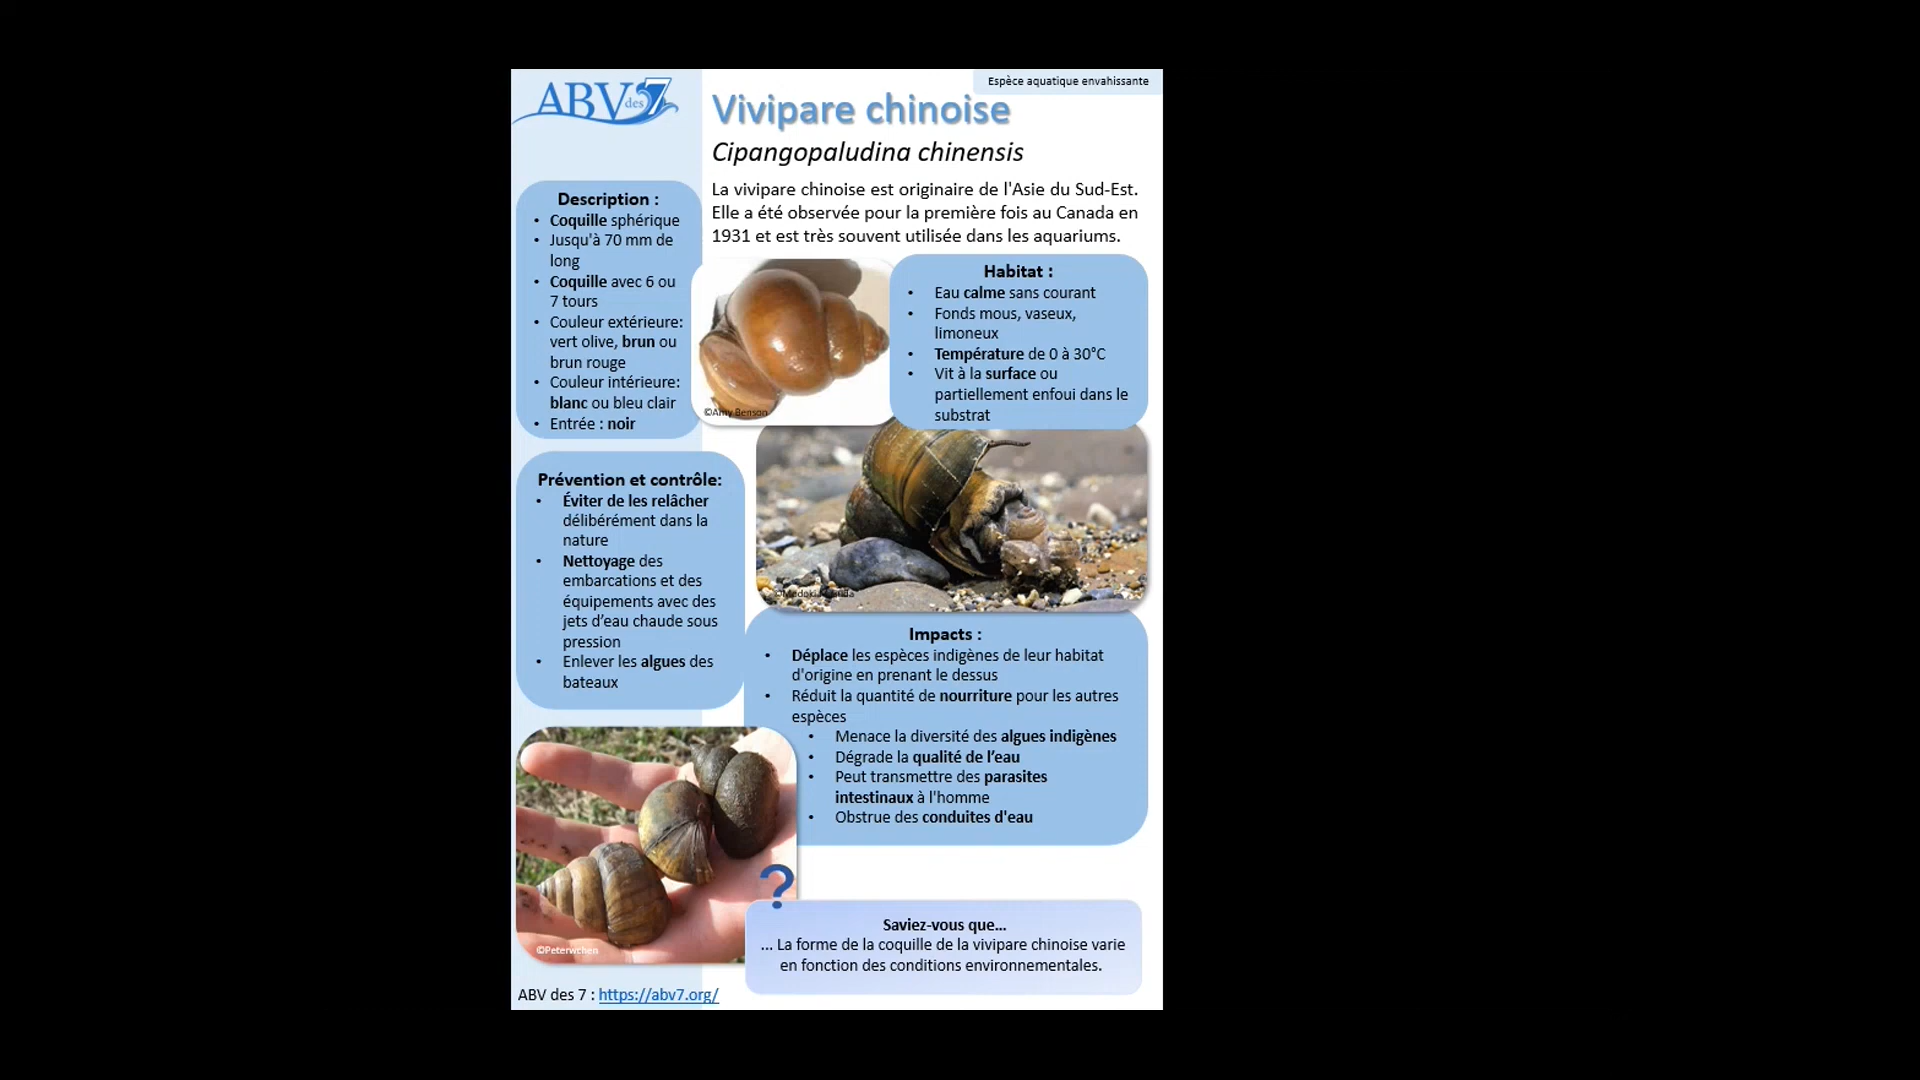 ABV des 7
Espèce aquatique envahissante
Vivipare chinoise
Cipangopaludina chinensis
La vivipare chinoise est originaire de l'Asie du Sud-Est.
Elle a été observée pour la première fois au Canada en
1931 et est très souvent utilisée dans les aquariums.
Description :
• Coquille sphérique
• Jusqu'à 70 mm de
long
• Coquille avec 6 ou
7 tours
• Couleur extérieure:
vert olive, brun ou
brun rouge
• Couleur intérieure:
blanc ou bleu clair
• Entrée : noir
©Amy Benson
Habitat :
• Eau calme sans courant
• Fonds mous, vaseux,
limoneux
• Température de 0 à 30°C
• Vit à la surface ou
partiellement enfoui dans le
substrat
Prévention et contrôle:
• Éviter de les relâcher
délibérément dans la
nature
• Nettoyage des
embarcations et des
équipements avec des
jets d’eau chaude sous
pression
• Enlever les algues des
bateaux
Impacts :
• Déplace les espèces indigènes de leur habitat
d'origine en prenant le dessus
• Réduit la quantité de nourriture pour les autres
espèces
• Menace la diversité des algues indigènes
• Dégrade la qualité de l’eau
• Peut transmettre des parasites
intestinaux à l'homme
• Obstrue des conduites d'eau
©Peterwchen
?
Saviez-vous que...
... La forme de la coquille de la vivipare chinoise varie
en fonction des conditions environnementales.
ABV des 7 : https://abv7.org/